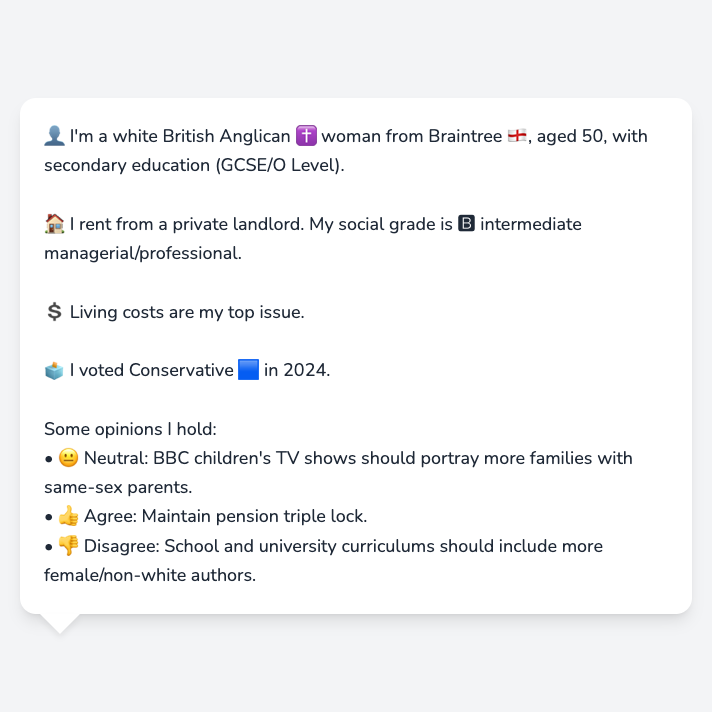 👤 I'm a white British Anglican ✝️ woman from Braintree 🏴󠁧󠁢󠁥󠁮󠁧󠁿, aged 50, with
secondary education (GCSE/O Level).
🏠 I rent from a private landlord. My social grade is 🅱 intermediate
managerial/professional.
💲 Living costs are my top issue.
🗳️ I voted Conservative 🟦 in 2024.
Some opinions I hold:
• 😐 Neutral: BBC children's TV shows should portray more families with
same-sex parents.
• 👍 Agree: Maintain pension triple lock.
• 👎 Disagree: School and university curriculums should include more
female/non-white authors.